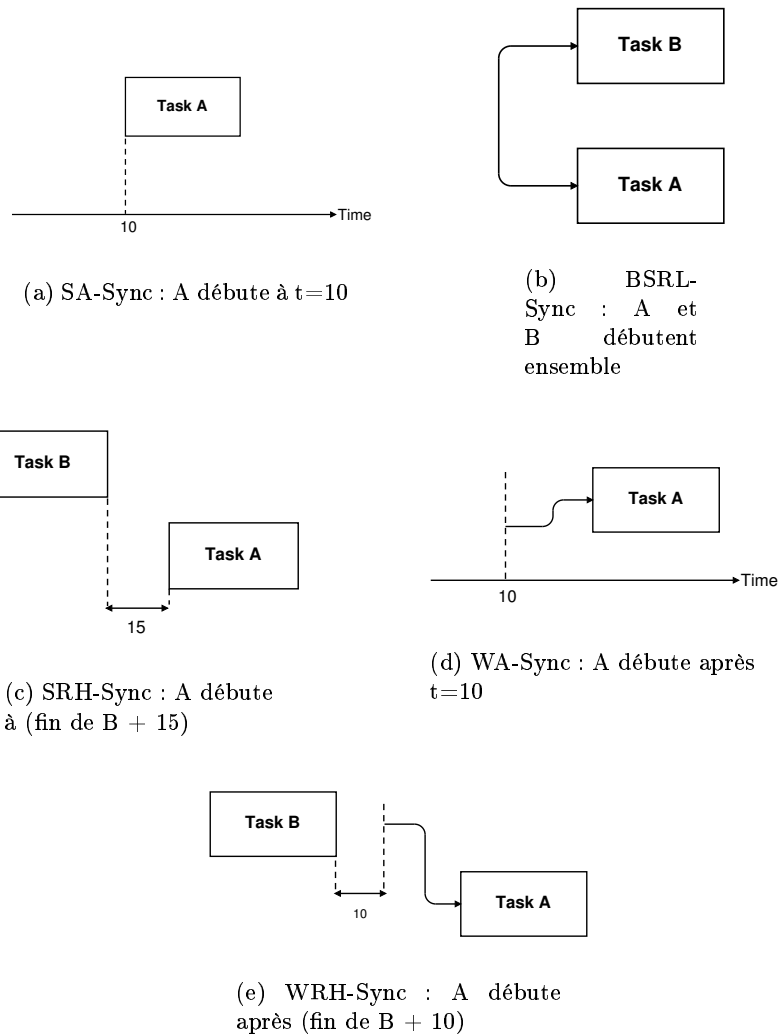 Task A
Time
10
(a) SA-Sync : A débute à t=10
Task B
Task A
(b) BSRL-
Sync : A et
B débutent
ensemble
Task B
Task A
15
(c) SRH-Sync : A débute
à (fin de B + 15)
Task A
Time
10
(d) WA-Sync : A débute après
t=10
Task B
10
Task A
(e) WRH-Sync : A débute
après (fin de B + 10)